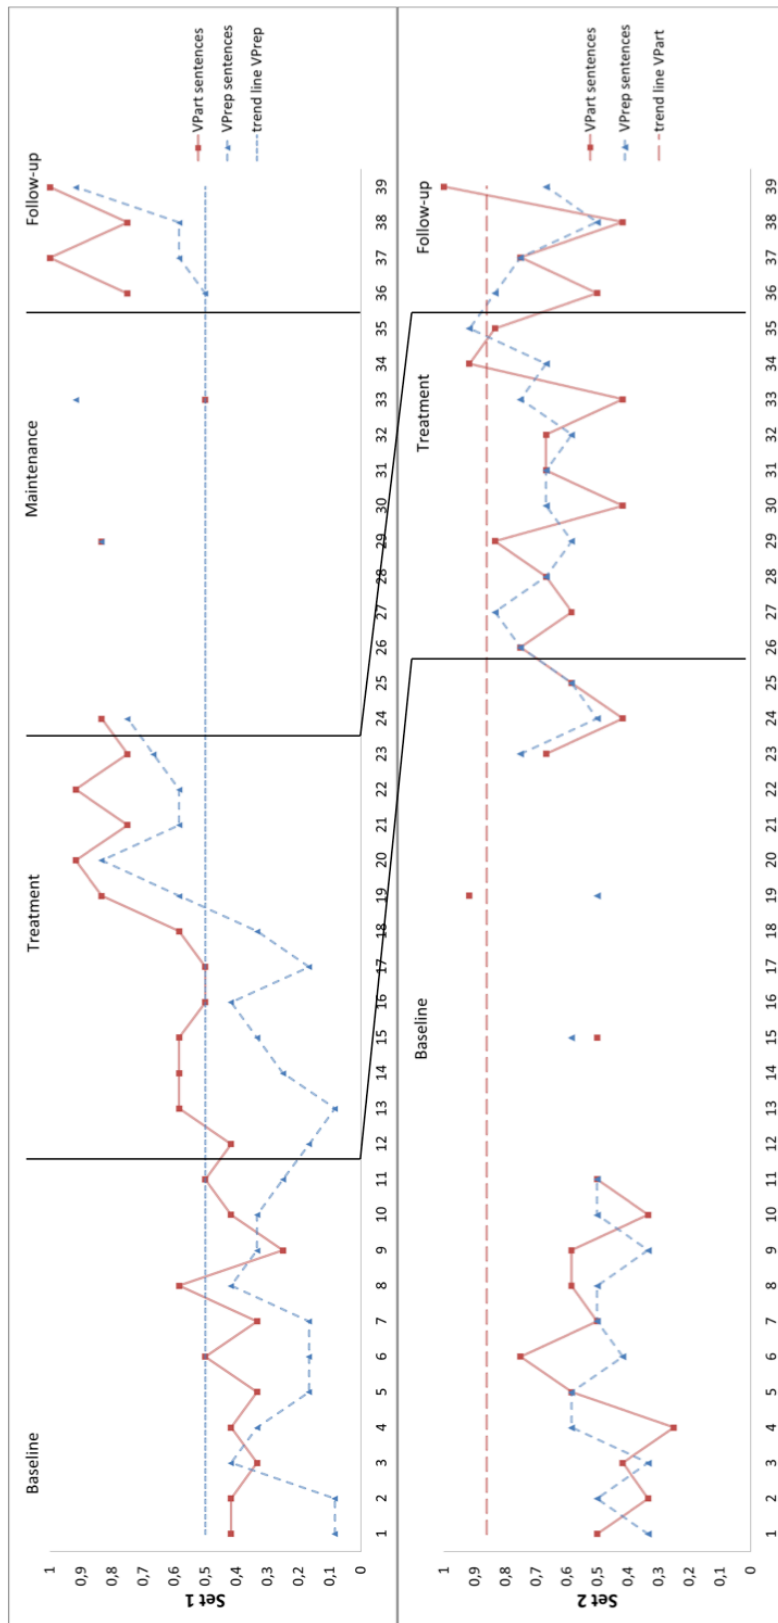 Baseline
Treatment
Maintenance
Follow-up
Set 1
1
0,9
0,8
0,7
0,6
0,5
0,4
0,3
0,2
0,1
0
1 2 3 4 5 6 7 8 9 10 11 12 13 14 15 16 17 18 19 20 21 22 23 24 25 26 27 28 29 30 31 32 33 34 35 36 37 38 39
VPart sentences
VPrep sentences
trend line VPrep
Baseline
Treatment
Follow-up
Set 2
1
0,9
0,8
0,7
0,6
0,5
0,4
0,3
0,2
0,1
0
1 2 3 4 5 6 7 8 9 10 11 12 13 14 15 16 17 18 19 20 21 22 23 24 25 26 27 28 29 30 31 32 33 34 35 36 37 38 39
VPart sentences
VPrep sentences
trend line VPart